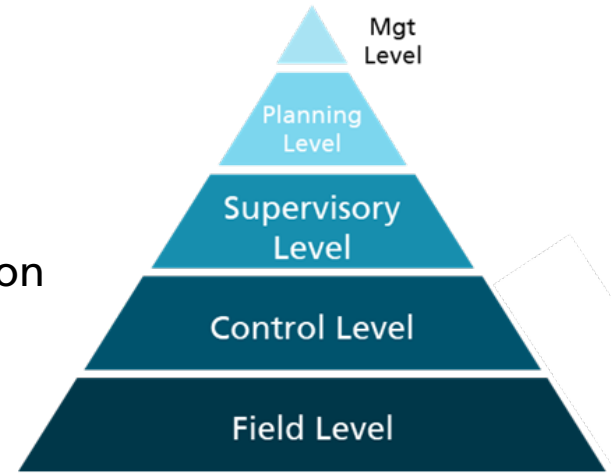 Mgt
Level
Planning
Level
Supervisory
Level
on
Control Level
Field Level